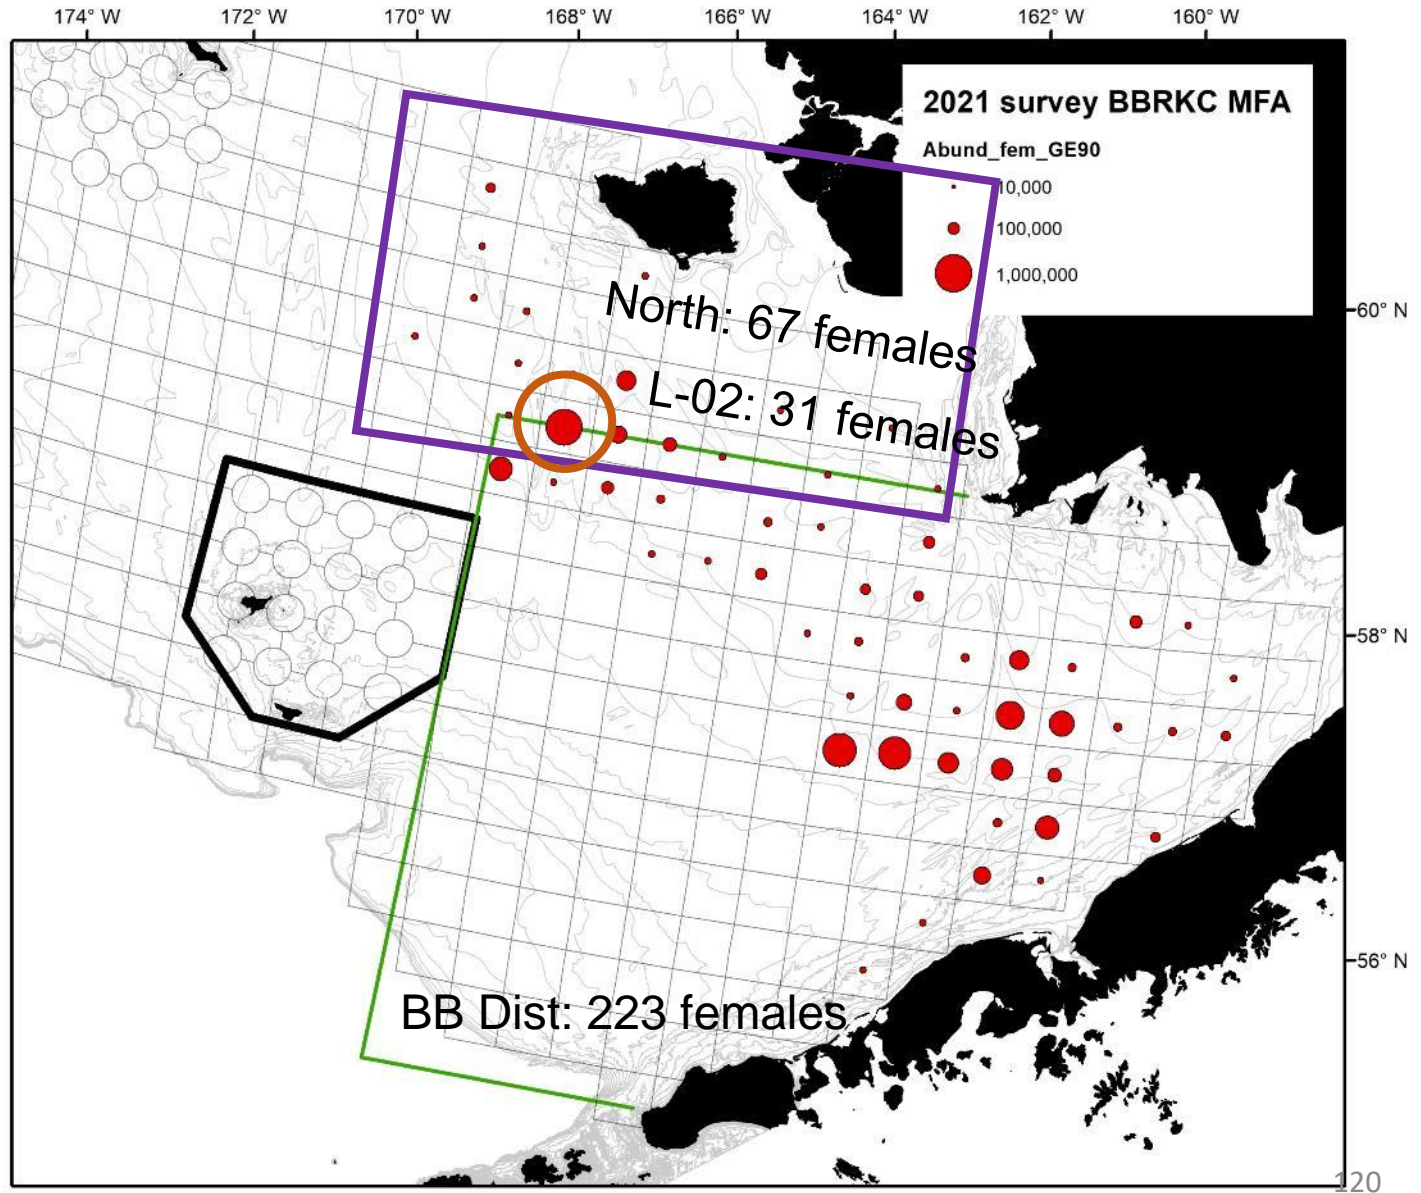 174° W 172° W 170° W 168° W 166° W 164° W 162° W 160° W
2021 survey BBRKC MFA
Abund_fem_GE90
10,000
100,000
1,000,000
60° N
North: 67 females
L-02: 31 females
58° N
56° N
BB Dist: 223 females
120